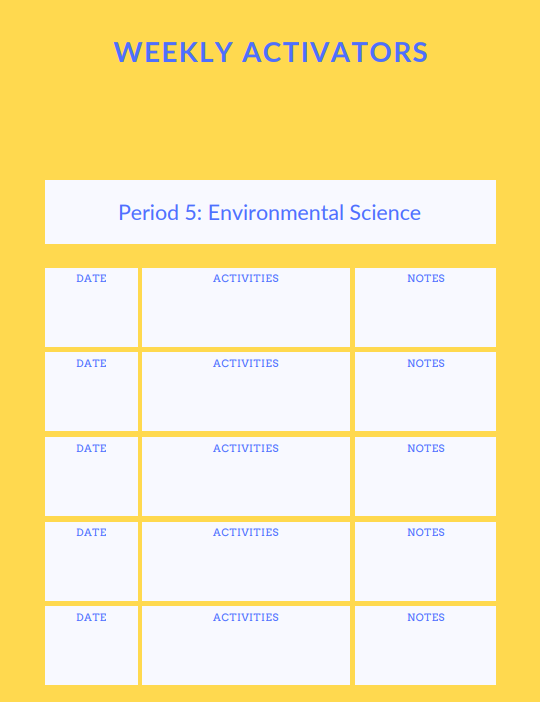 WEEKLY ACTIVATORS
Period 5: Environmental Science
DATE ACTIVITIES NOTES
DATE ACTIVITIES NOTES
DATE ACTIVITIES NOTES
DATE ACTIVITIES NOTES
DATE ACTIVITIES NOTES